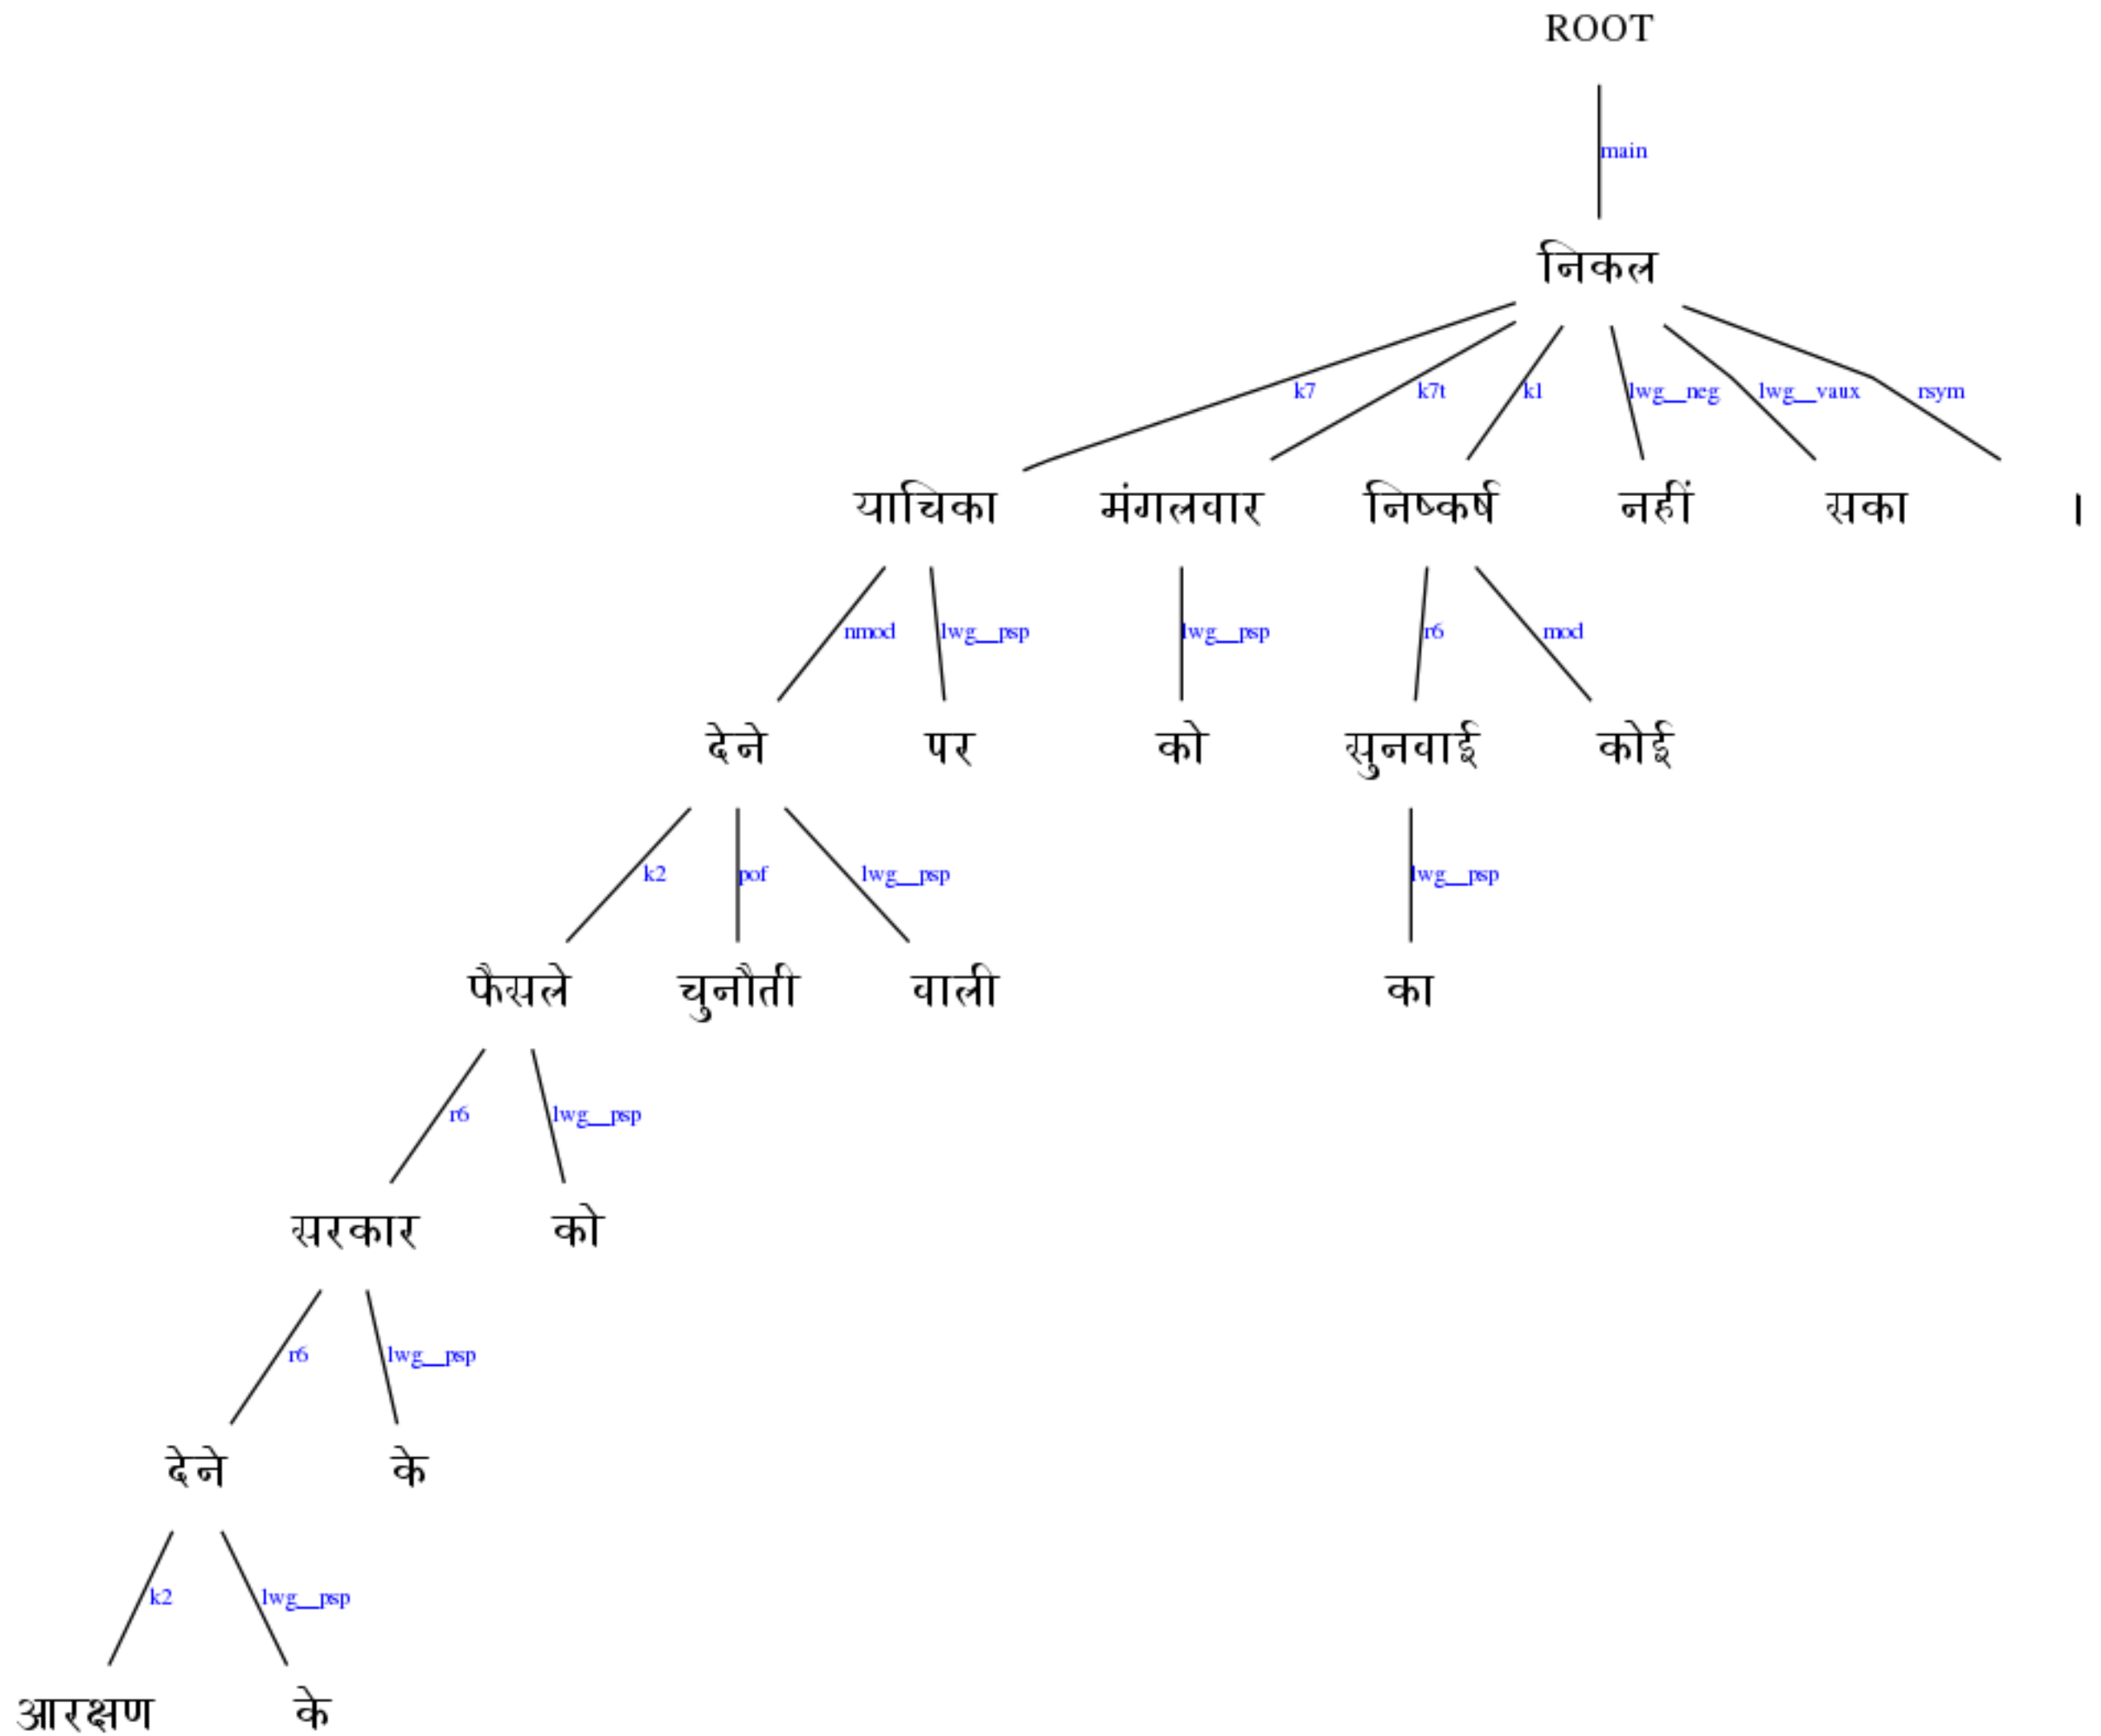 ROOT
main
निकल
k7 k7t k1 lwg__neg lwg__vaux rsym
याचिका मंगलवार निष्कर्ष नहीं सका ।
nmod lwg__psp lwg__psp r6 mod
देने पर को सुनवाई कोई
k2 pof lwg__psp lwg__psp
फैसले चुनौती वाली का
r6 lwg__psp
सरकार को
r6 lwg__psp
देने के
k2 lwg__psp
आरक्षण के